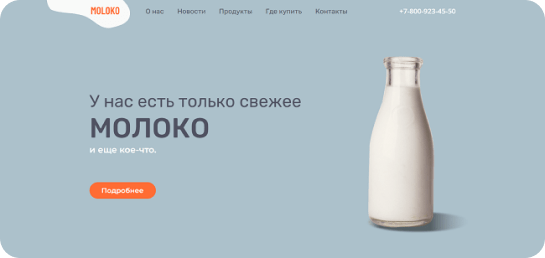 MOLOKO
О нас
Новости
Продукты
Где купить
Контакты
+7-800-923-45-50
У нас есть только свежее
МОЛОКО
и еще кое-что.
Подробнее